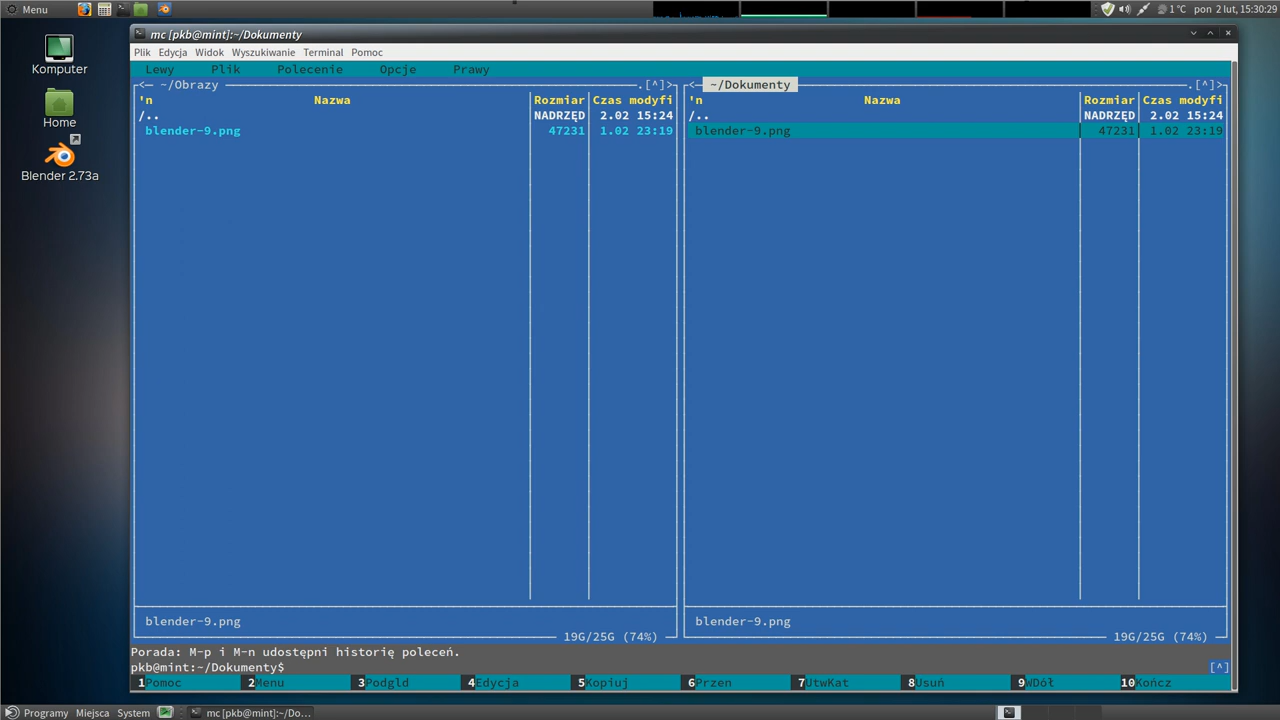 Menu 1 °C pon 2 lut, 15:30:29
mc [pkb@mint]:~/Dokumenty
Plik Edycja Widok Wyszukiwanie Terminal Pomoc
Lewy Plik Polecenie Opcje Prawy
<— ~/Obrazy .[^]>
'n Nazwa Rozmiar Czas modyfi
/.. NADRZĘD 2.02 15:24
blender-9.png 47231 1.02 23:19
blender-9.png
19G/25G (74%)
<— ~/Dokumenty .[^]>
'n Nazwa Rozmiar Czas modyfi
/.. NADRZĘD 2.02 15:24
blender-9.png 47231 1.02 23:19
blender-9.png
19G/25G (74%)
Porada: M-p i M-n udostępni historię poleceń.
pkb@mint:~/Dokumenty$ [^]
1Pomoc 2Menu 3Podgld 4Edycja 5Kopiuj 6Przen 7UtwKat 8Usuń 9WDół 10Kończ
Komputer
Home
Blender 2.73a
Programy Miejsca System mc [pkb@mint]:~/Do...